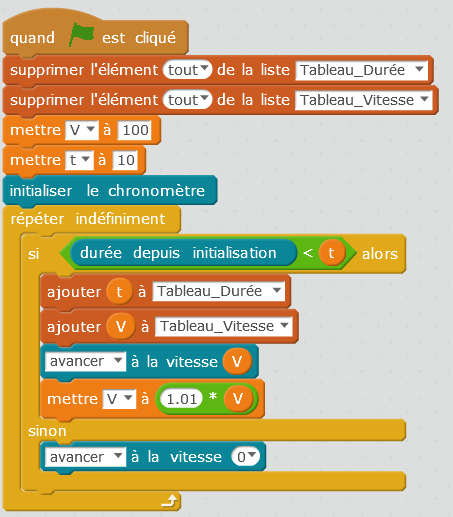 quand est cliqué
supprimer l'élément tout de la liste Tableau_Durée
supprimer l'élément tout de la liste Tableau_Vitesse
mettre V à 100
mettre t à 10
initialiser le chronomètre
répéter indéfiniment
si durée depuis initialisation < t alors
ajouter t à Tableau_Durée
ajouter V à Tableau_Vitesse
avancer à la vitesse V
mettre V à 1.01 * V
sinon
avancer à la vitesse 0